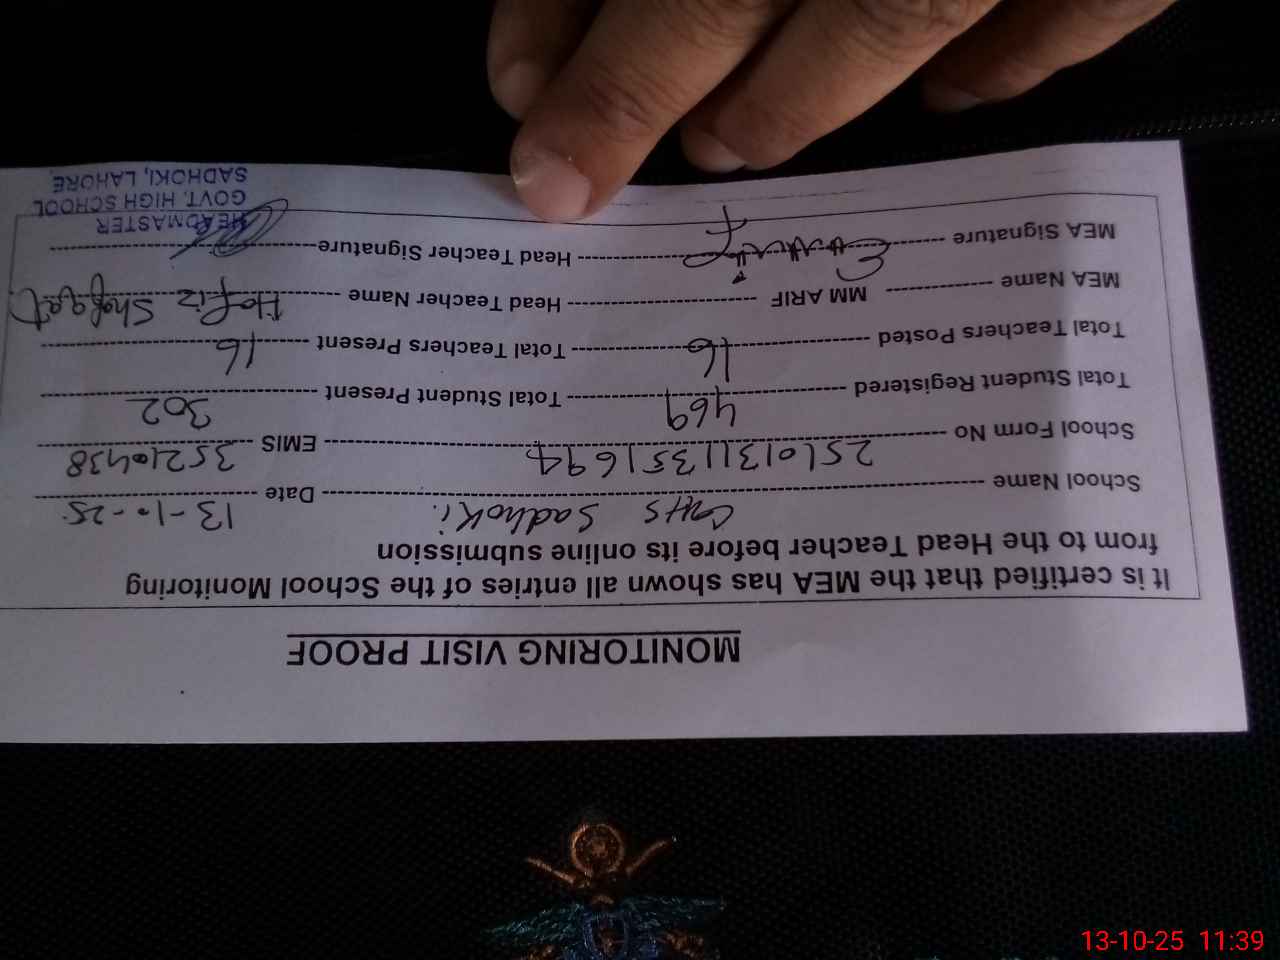 MONITORING VISIT PROOF
It is certified that the MEA has shown all entries of the School Monitoring
from to the Head Teacher before its online submission
School Name GHS Sadhoki. Date 13-10-25
School Form No EMIS 35210438
Total Student Registered 469 Total Student Present 302
Total Teachers Posted 16 Total Teachers Present 16
MEA Name MM ARIF Head Teacher Name Hafiz Shafqat
MEA Signature Head Teacher Signature
HEADMASTER
GOVT. HIGH SCHOOL
SADHOKI, LAHORE
13-10-25 11:39